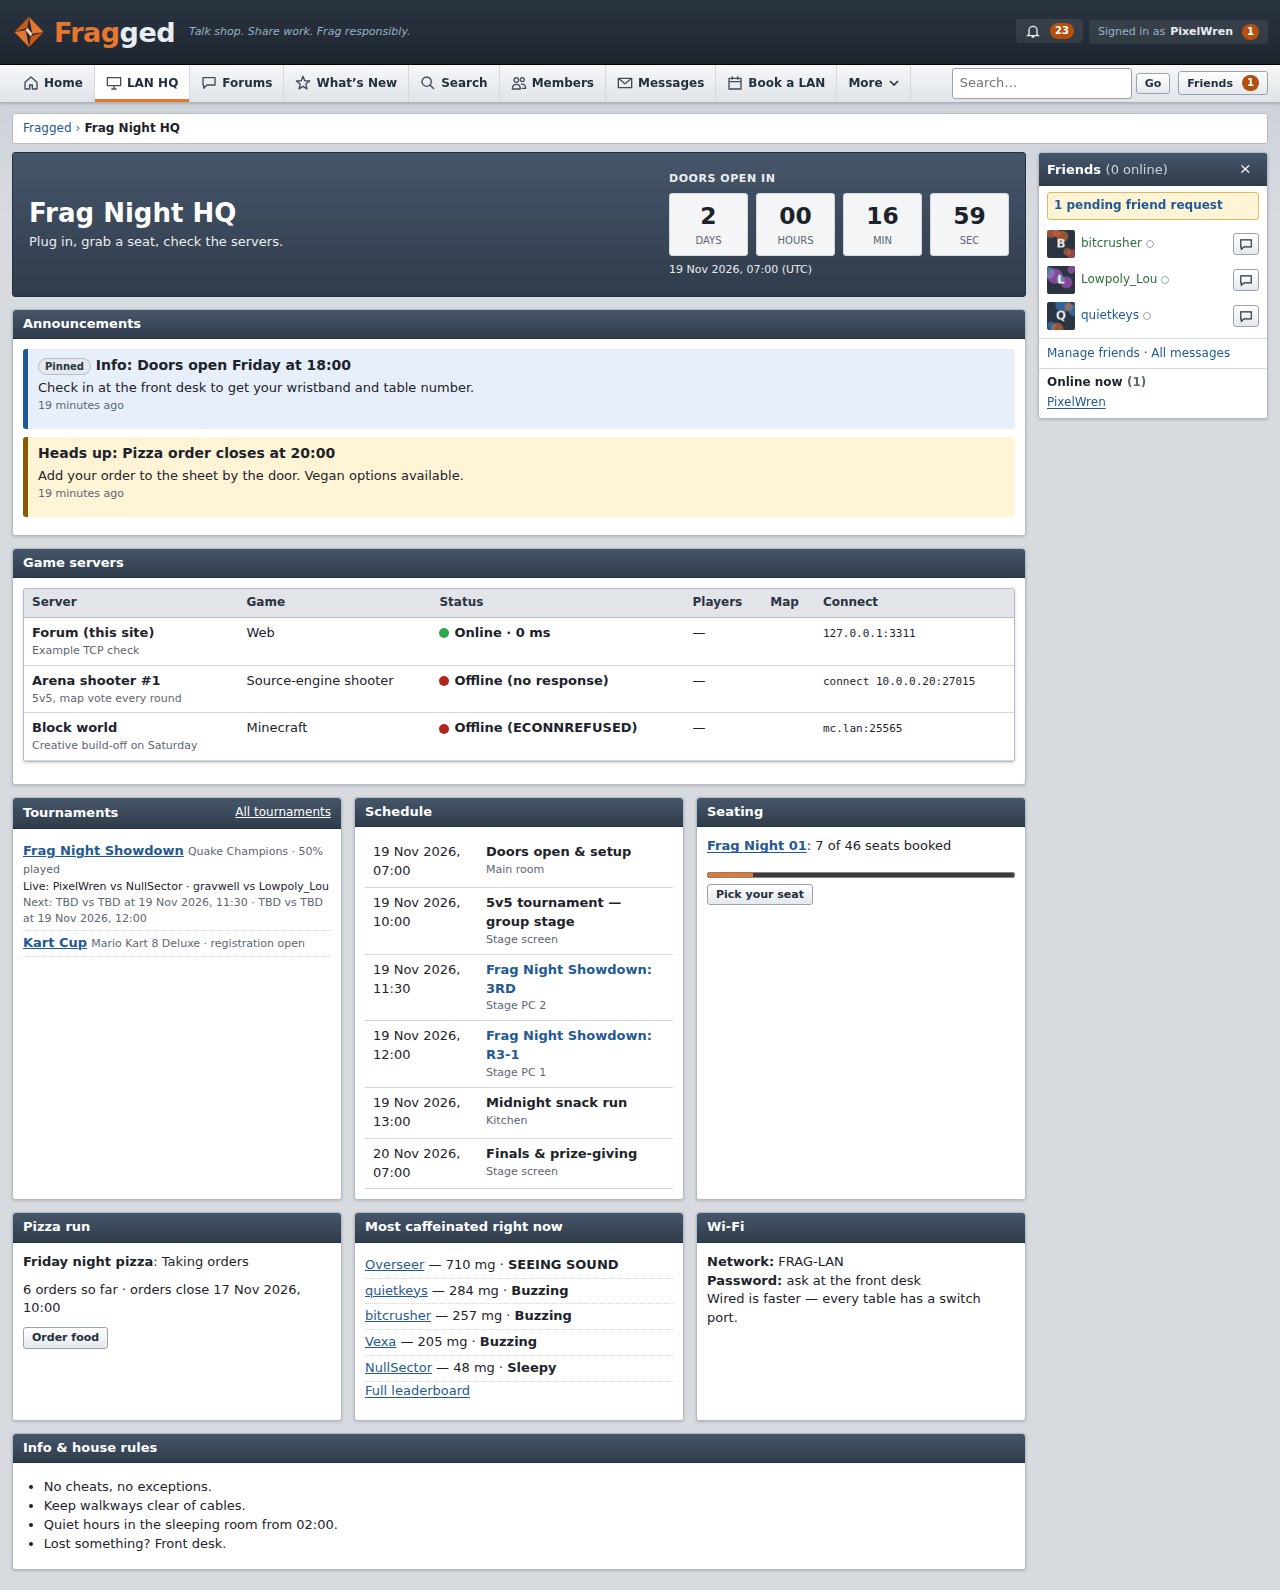 Fragged
Talk shop. Share work. Frag responsibly.
23
Signed in as PixelWren 1
Home
LAN HQ
Forums
What’s New
Search
Members
Messages
Book a LAN
More
Search…
Go
Friends 1
Fragged › Frag Night HQ
Frag Night HQ
Plug in, grab a seat, check the servers.
DOORS OPEN IN
2 00 16 59
DAYS HOURS MIN SEC
19 Nov 2026, 07:00 (UTC)
Announcements
Pinned Info: Doors open Friday at 18:00
Check in at the front desk to get your wristband and table number.
19 minutes ago
Heads up: Pizza order closes at 20:00
Add your order to the sheet by the door. Vegan options available.
19 minutes ago
Game servers
Server Game Status Players Map Connect
Forum (this site) Web Online · 0 ms — 127.0.0.1:3311
Example TCP check
Arena shooter #1 Source-engine shooter Offline (no response) — connect 10.0.0.20:27015
5v5, map vote every round
Block world Minecraft Offline (ECONNREFUSED) — mc.lan:25565
Creative build-off on Saturday
Tournaments All tournaments
Frag Night Showdown Quake Champions · 50%
played
Live: PixelWren vs NullSector · gravwell vs Lowpoly_Lou
Next: TBD vs TBD at 19 Nov 2026, 11:30 · TBD vs TBD
at 19 Nov 2026, 12:00
Kart Cup Mario Kart 8 Deluxe · registration open
Schedule
19 Nov 2026, 07:00
Doors open & setup
Main room
19 Nov 2026, 10:00
5v5 tournament —
group stage
Stage screen
19 Nov 2026, 11:30
Frag Night Showdown:
3RD
Stage PC 2
19 Nov 2026, 12:00
Frag Night Showdown:
R3-1
Stage PC 1
19 Nov 2026, 13:00
Midnight snack run
Kitchen
20 Nov 2026, 07:00
Finals & prize-giving
Stage screen
Seating
Frag Night 01: 7 of 46 seats booked
Pick your seat
Pizza run
Friday night pizza: Taking orders
6 orders so far · orders close 17 Nov 2026,
10:00
Order food
Most caffeinated right now
Overseer — 710 mg · SEEING SOUND
quietkeys — 284 mg · Buzzing
bitcrusher — 257 mg · Buzzing
Vexa — 205 mg · Buzzing
NullSector — 48 mg · Sleepy
Full leaderboard
Wi-Fi
Network: FRAG-LAN
Password: ask at the front desk
Wired is faster — every table has a switch
port.
Info & house rules
• No cheats, no exceptions.
• Keep walkways clear of cables.
• Quiet hours in the sleeping room from 02:00.
• Lost something? Front desk.
Friends (0 online) ×
1 pending friend request
B bitcrusher
L Lowpoly_Lou
Q quietkeys
Manage friends · All messages
Online now (1)
PixelWren